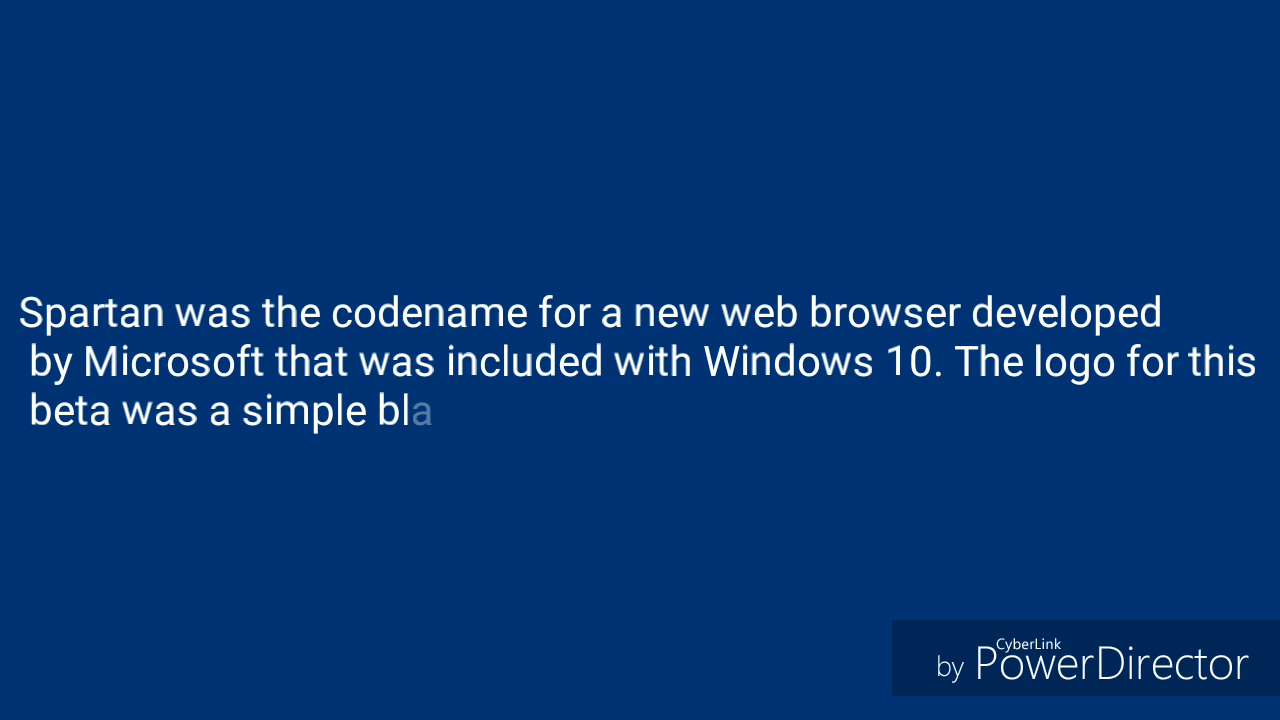 Spartan was the codename for a new web browser developed
by Microsoft that was included with Windows 10. The logo for this
beta was a simple bla
CyberLink
by PowerDirector